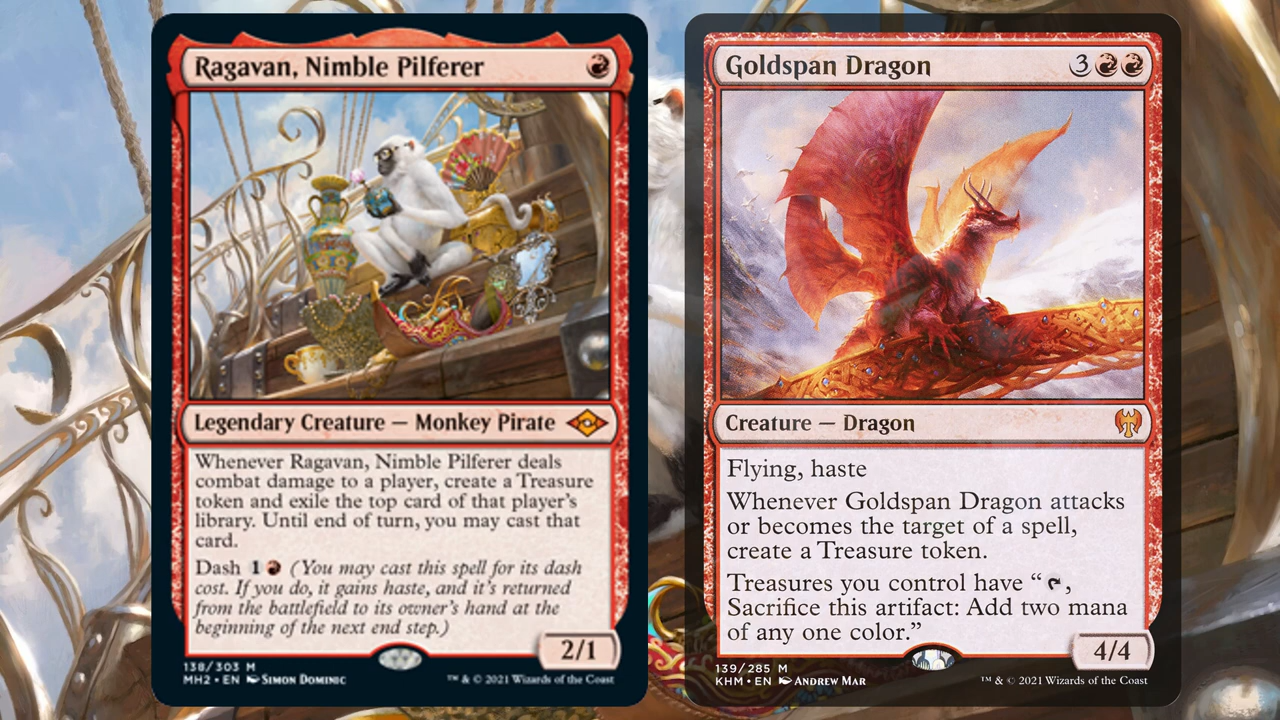 Ragavan, Nimble Pilferer
Legendary Creature — Monkey Pirate
Whenever Ragavan, Nimble Pilferer deals
combat damage to a player, create a Treasure
token and exile the top card of that player's
library. Until end of turn, you may cast that
card.
Dash 1 (You may cast this spell for its dash
cost. If you do, it gains haste, and it's returned
from the battlefield to its owner's hand at the
beginning of the next end step.)
2/1
138/303 M
MH2 • EN Simon Dominic
™ & © 2021 Wizards of the Coast
Goldspan Dragon 3
Creature — Dragon
Flying, haste
Whenever Goldspan Dragon attacks
or becomes the target of a spell,
create a Treasure token.
Treasures you control have “ ,
Sacrifice this artifact: Add two mana
of any one color.”
4/4
139/285 M
KHM • EN Andrew Mar
™ & © 2021 Wizards of the Coast